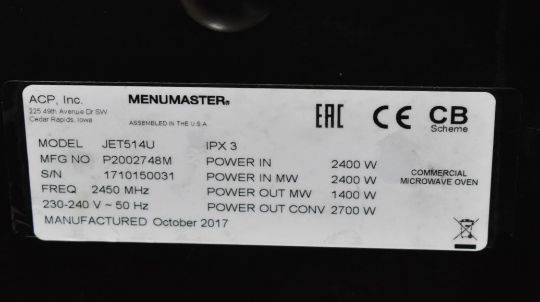 ACP, Inc.
225 49th Avenue Dr SW
Cedar Rapids, Iowa
MENUMASTER®
ASSEMBLED IN THE U.S.A.
EAC CE CB
Scheme
MODEL JET514U IPX 3
MFG NO P2002748M POWER IN 2400 W
S/N 1710150031 POWER IN MW 2400 W
FREQ 2450 MHz POWER OUT MW 1400 W
230-240 V ~ 50 Hz POWER OUT CONV 2700 W
MANUFACTURED October 2017
COMMERCIAL
MICROWAVE OVEN